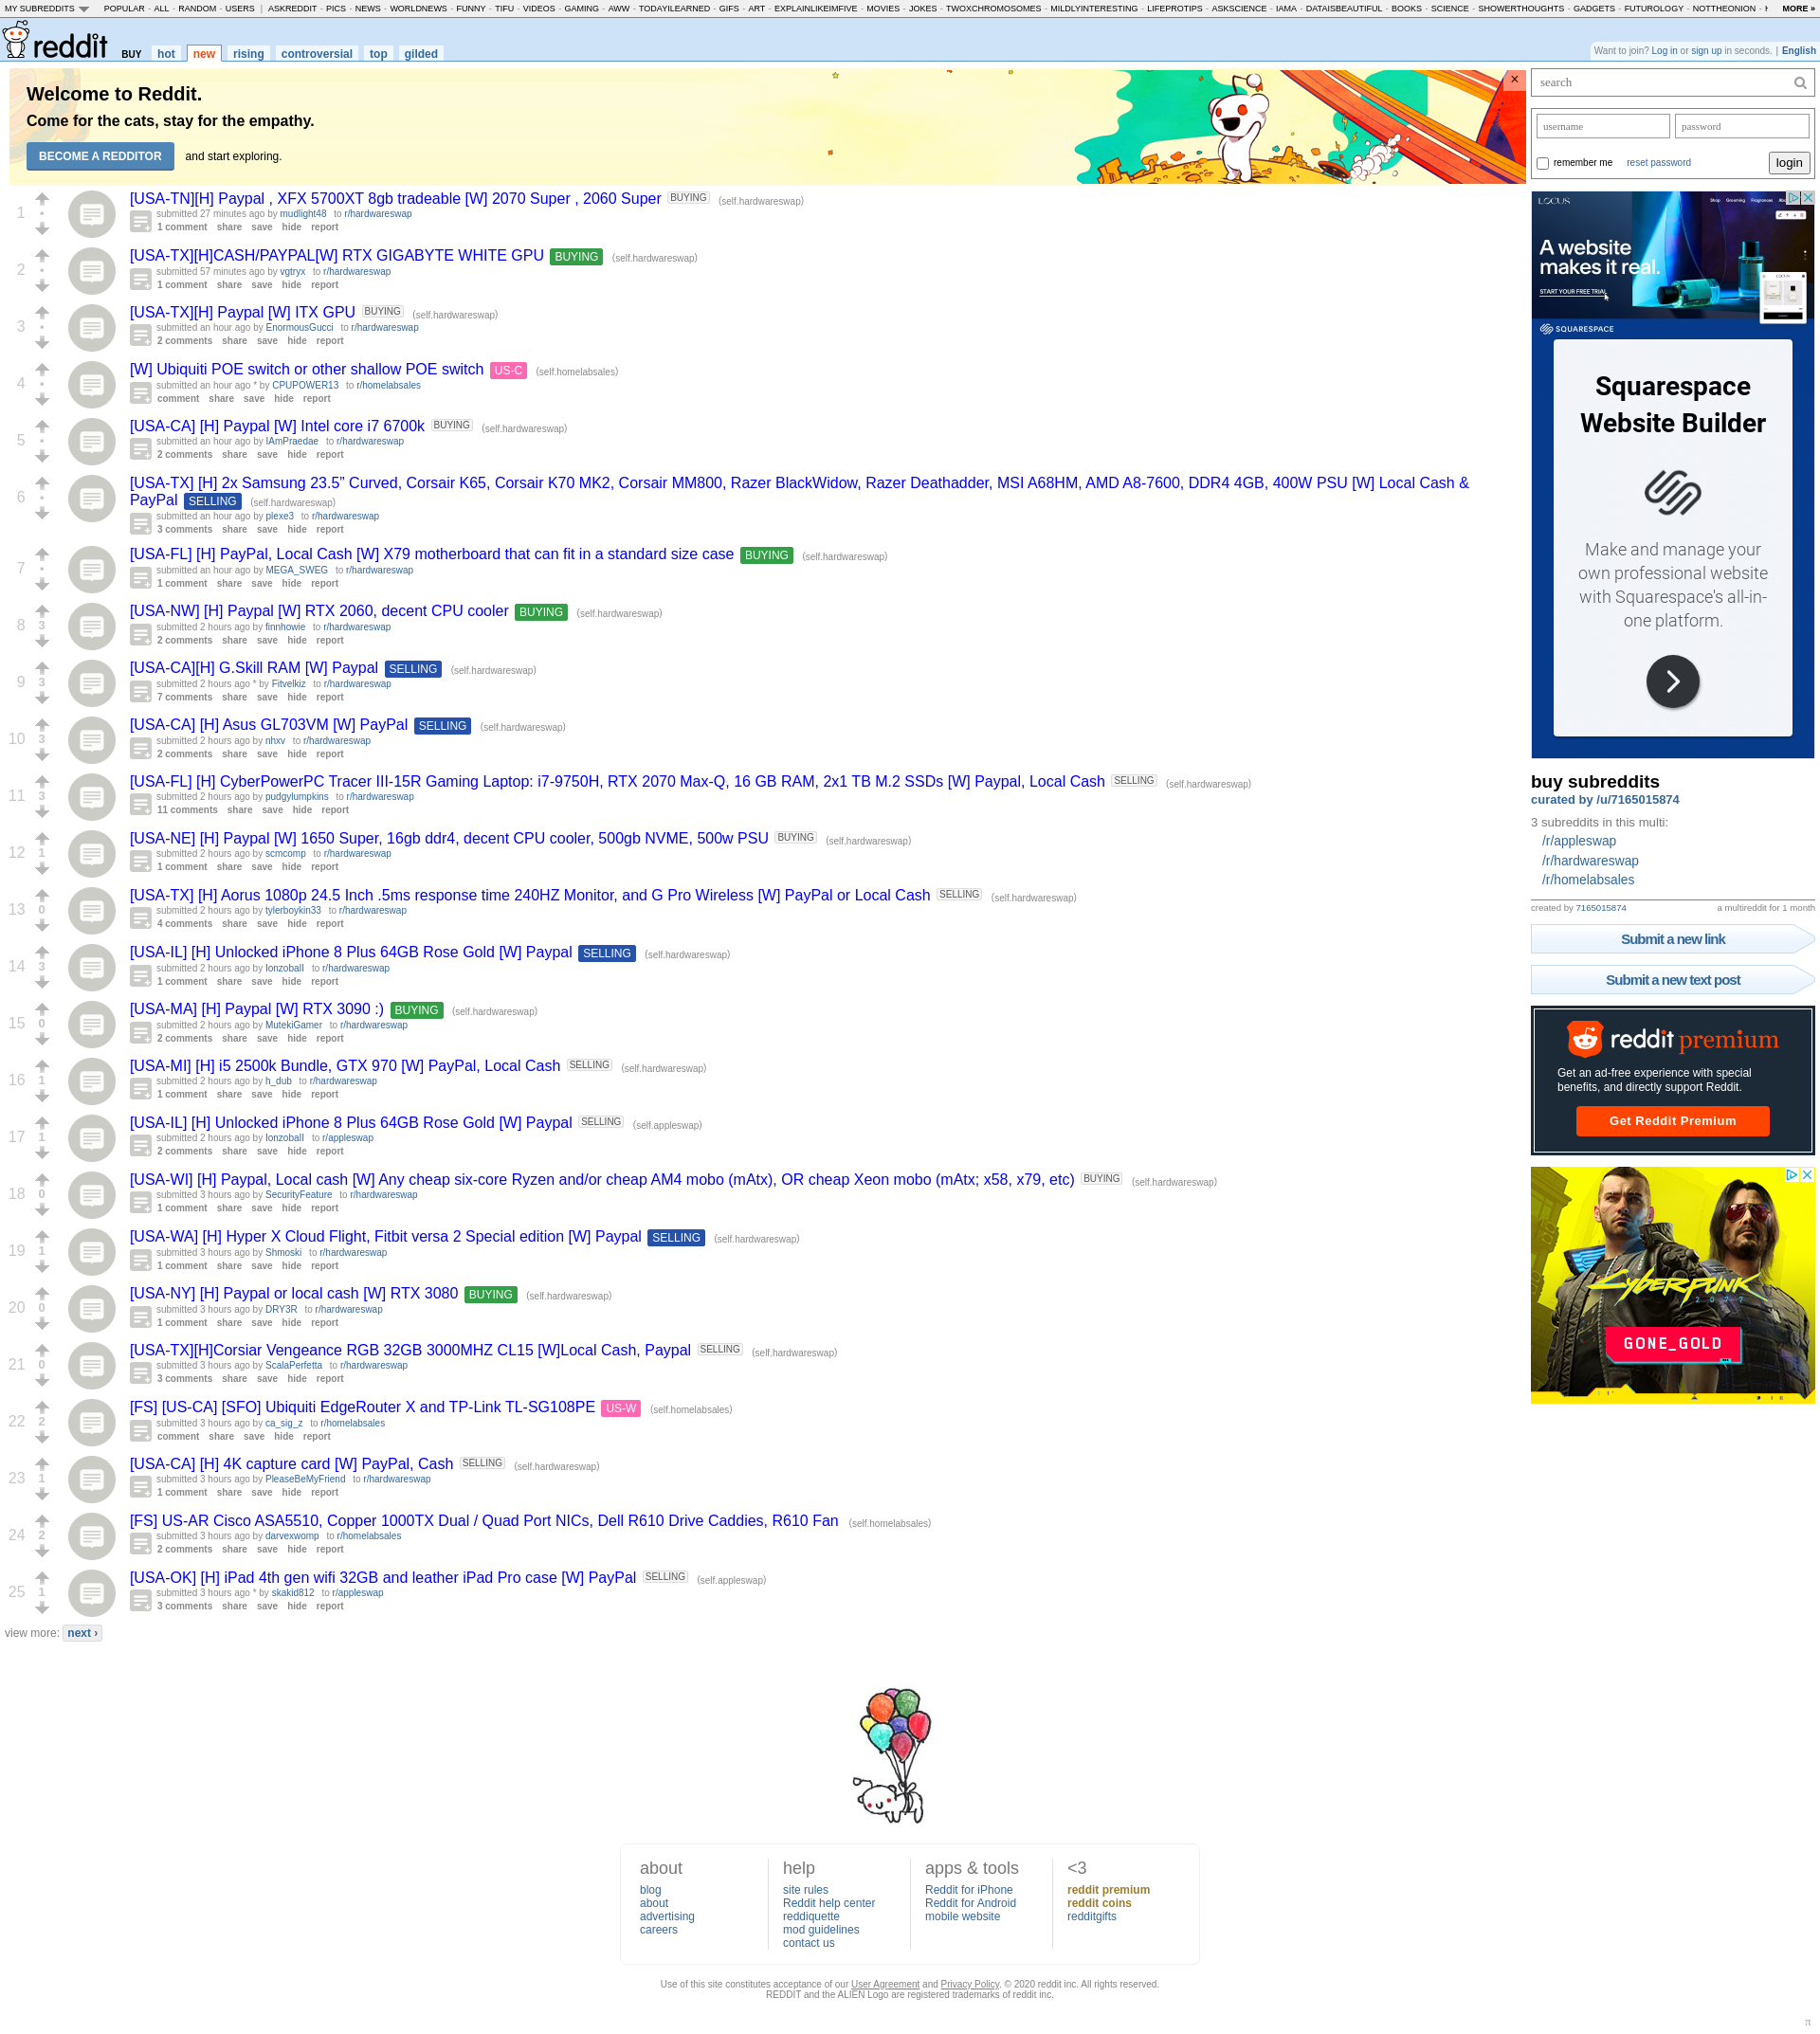 MY SUBREDDITS POPULAR - ALL - RANDOM - USERS | ASKREDDIT - PICS - NEWS - WORLDNEWS - FUNNY - TIFU - VIDEOS - GAMING - AWW - TODAYILEARNED - GIFS - ART - EXPLAINLIKEIMFIVE - MOVIES - JOKES - TWOXCHROMOSOMES - MILDLYINTERESTING - LIFEPROTIPS - ASKSCIENCE - IAMA - DATAISBEAUTIFUL - BOOKS - SCIENCE - SHOWERTHOUGHTS - GADGETS - FUTUROLOGY - NOTTHEONION - MORE »
reddit BUY hot new rising controversial top gilded
Want to join? Log in or sign up in seconds. | English
Welcome to Reddit.
Come for the cats, stay for the empathy.
BECOME A REDDITOR and start exploring.
×
1
[USA-TN][H] Paypal , XFX 5700XT 8gb tradeable [W] 2070 Super , 2060 Super BUYING (self.hardwareswap)
submitted 27 minutes ago by mudlight48 to r/hardwareswap
1 comment share save hide report
2
[USA-TX][H]CASH/PAYPAL[W] RTX GIGABYTE WHITE GPU BUYING (self.hardwareswap)
submitted 57 minutes ago by vgtryx to r/hardwareswap
1 comment share save hide report
3
[USA-TX][H] Paypal [W] ITX GPU BUYING (self.hardwareswap)
submitted an hour ago by EnormousGucci to r/hardwareswap
2 comments share save hide report
4
[W] Ubiquiti POE switch or other shallow POE switch US-C (self.homelabsales)
submitted an hour ago * by CPUPOWER13 to r/homelabsales
comment share save hide report
5
[USA-CA] [H] Paypal [W] Intel core i7 6700k BUYING (self.hardwareswap)
submitted an hour ago by IAmPraedae to r/hardwareswap
2 comments share save hide report
6
[USA-TX] [H] 2x Samsung 23.5” Curved, Corsair K65, Corsair K70 MK2, Corsair MM800, Razer BlackWidow, Razer Deathadder, MSI A68HM, AMD A8-7600, DDR4 4GB, 400W PSU [W] Local Cash &
PayPal SELLING (self.hardwareswap)
submitted an hour ago by plexe3 to r/hardwareswap
3 comments share save hide report
7
[USA-FL] [H] PayPal, Local Cash [W] X79 motherboard that can fit in a standard size case BUYING (self.hardwareswap)
submitted an hour ago by MEGA_SWEG to r/hardwareswap
1 comment share save hide report
8 3
[USA-NW] [H] Paypal [W] RTX 2060, decent CPU cooler BUYING (self.hardwareswap)
submitted 2 hours ago by finnhowie to r/hardwareswap
2 comments share save hide report
9 3
[USA-CA][H] G.Skill RAM [W] Paypal SELLING (self.hardwareswap)
submitted 2 hours ago * by Fitvelkiz to r/hardwareswap
7 comments share save hide report
10 3
[USA-CA] [H] Asus GL703VM [W] PayPal SELLING (self.hardwareswap)
submitted 2 hours ago by nhxv to r/hardwareswap
2 comments share save hide report
11 3
[USA-FL] [H] CyberPowerPC Tracer III-15R Gaming Laptop: i7-9750H, RTX 2070 Max-Q, 16 GB RAM, 2x1 TB M.2 SSDs [W] Paypal, Local Cash SELLING (self.hardwareswap)
submitted 2 hours ago by pudgylumpkins to r/hardwareswap
11 comments share save hide report
12 1
[USA-NE] [H] Paypal [W] 1650 Super, 16gb ddr4, decent CPU cooler, 500gb NVME, 500w PSU BUYING (self.hardwareswap)
submitted 2 hours ago by scmcomp to r/hardwareswap
1 comment share save hide report
13 0
[USA-TX] [H] Aorus 1080p 24.5 Inch .5ms response time 240HZ Monitor, and G Pro Wireless [W] PayPal or Local Cash SELLING (self.hardwareswap)
submitted 2 hours ago by tylerboykin33 to r/hardwareswap
4 comments share save hide report
14 3
[USA-IL] [H] Unlocked iPhone 8 Plus 64GB Rose Gold [W] Paypal SELLING (self.hardwareswap)
submitted 2 hours ago by to r/hardwareswap
1 comment share save hide report
15 0
[USA-MA] [H] Paypal [W] RTX 3090 :) BUYING (self.hardwareswap)
submitted 2 hours ago by MutekiGamer to r/hardwareswap
2 comments share save hide report
16 1
[USA-MI] [H] i5 2500k Bundle, GTX 970 [W] PayPal, Local Cash SELLING (self.hardwareswap)
submitted 2 hours ago by h_dub to r/hardwareswap
1 comment share save hide report
17 1
[USA-IL] [H] Unlocked iPhone 8 Plus 64GB Rose Gold [W] Paypal SELLING (self.appleswap)
submitted 2 hours ago by to r/appleswap
2 comments share save hide report
18 0
[USA-WI] [H] Paypal, Local cash [W] Any cheap six-core Ryzen and/or cheap AM4 mobo (mAtx), OR cheap Xeon mobo (mAtx; x58, x79, etc) BUYING (self.hardwareswap)
submitted 3 hours ago by SecurityFeature to r/hardwareswap
1 comment share save hide report
19 1
[USA-WA] [H] Hyper X Cloud Flight, Fitbit versa 2 Special edition [W] Paypal SELLING (self.hardwareswap)
submitted 3 hours ago by Shmoski to r/hardwareswap
1 comment share save hide report
20 0
[USA-NY] [H] Paypal or local cash [W] RTX 3080 BUYING (self.hardwareswap)
submitted 3 hours ago by DRY3R to r/hardwareswap
1 comment share save hide report
21 0
[USA-TX][H]Corsiar Vengeance RGB 32GB 3000MHZ CL15 [W]Local Cash, Paypal SELLING (self.hardwareswap)
submitted 3 hours ago by ScalaPerfetta to r/hardwareswap
3 comments share save hide report
22 2
[FS] [US-CA] [SFO] Ubiquiti EdgeRouter X and TP-Link TL-SG108PE US-W (self.homelabsales)
submitted 3 hours ago by ca_sig_z to r/homelabsales
comment share save hide report
23 1
[USA-CA] [H] 4K capture card [W] PayPal, Cash SELLING (self.hardwareswap)
submitted 3 hours ago by PleaseBeMyFriend to r/hardwareswap
1 comment share save hide report
24 2
[FS] US-AR Cisco ASA5510, Copper 1000TX Dual / Quad Port NICs, Dell R610 Drive Caddies, R610 Fan (self.homelabsales)
submitted 3 hours ago by darvexwomp to r/homelabsales
2 comments share save hide report
25 1
[USA-OK] [H] iPad 4th gen wifi 32GB and leather iPad Pro case [W] PayPal SELLING (self.appleswap)
submitted 3 hours ago * by skakid812 to r/appleswap
3 comments share save hide report
view more: next ›
search
username password
remember me reset password login
LOCUS
A website
makes it real.
START YOUR FREE TRIAL
SQUARESPACE
Squarespace
Website Builder
Make and manage your
own professional website
with Squarespace's all-in-
one platform.
buy subreddits
curated by /u/7165015874
3 subreddits in this multi:
/r/appleswap
/r/hardwareswap
/r/homelabsales
created by 7165015874 a multireddit for 1 month
Submit a new link
Submit a new text post
reddit premium
Get an ad-free experience with special
benefits, and directly support Reddit.
Get Reddit Premium
Cyberpunk
2077
GONE_GOLD
about
blog
about
advertising
careers
help
site rules
Reddit help center
reddiquette
mod guidelines
contact us
apps & tools
Reddit for iPhone
Reddit for Android
mobile website
<3
reddit premium
reddit coins
redditgifts
Use of this site constitutes acceptance of our User Agreement and Privacy Policy. © 2020 reddit inc. All rights reserved.
REDDIT and the ALIEN Logo are registered trademarks of reddit inc.
π